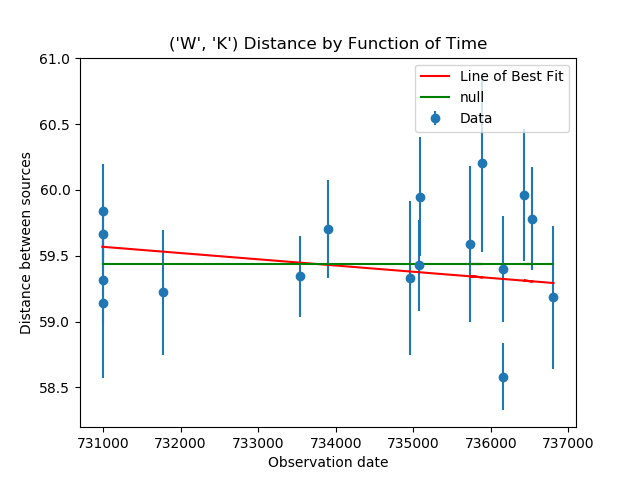 ('W', 'K') Distance by Function of Time
Line of Best Fit
null
Data
Distance between sources
61.0
60.5
60.0
59.5
59.0
58.5
731000 732000 733000 734000 735000 736000 737000
Observation date